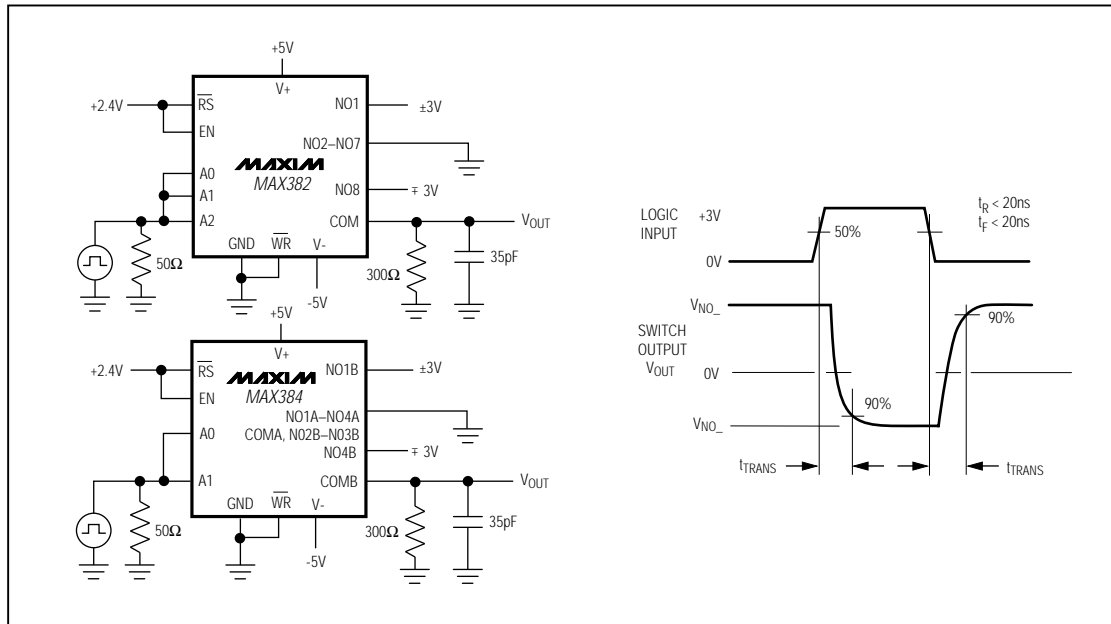 +5V
V+
+2.4V
RS
EN
A0
A1
A2
MAXIM
MAX382
NO1
±3V
NO2–NO7
NO8
∓ 3V
COM
VOUT
GND
WR
V-
50Ω
-5V
300Ω
35pF
+5V
V+
+2.4V
RS
EN
A0
A1
MAXIM
MAX384
NO1B
±3V
NO1A–NO4A
COMA, N02B–N03B
NO4B
∓ 3V
COMB
VOUT
GND
WR
V-
50Ω
-5V
300Ω
35pF
LOGIC
INPUT
+3V
0V
50%
tR < 20ns
tF < 20ns
VNO_
SWITCH
OUTPUT
VOUT
0V
90%
90%
VNO_
tTRANS
tTRANS